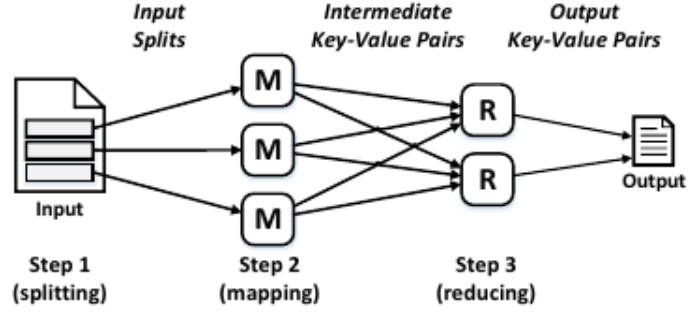 Input
Splits
Intermediate
Key-Value Pairs
Output
Key-Value Pairs
M
M
M
R
R
Input
Output
Step 1
(splitting)
Step 2
(mapping)
Step 3
(reducing)